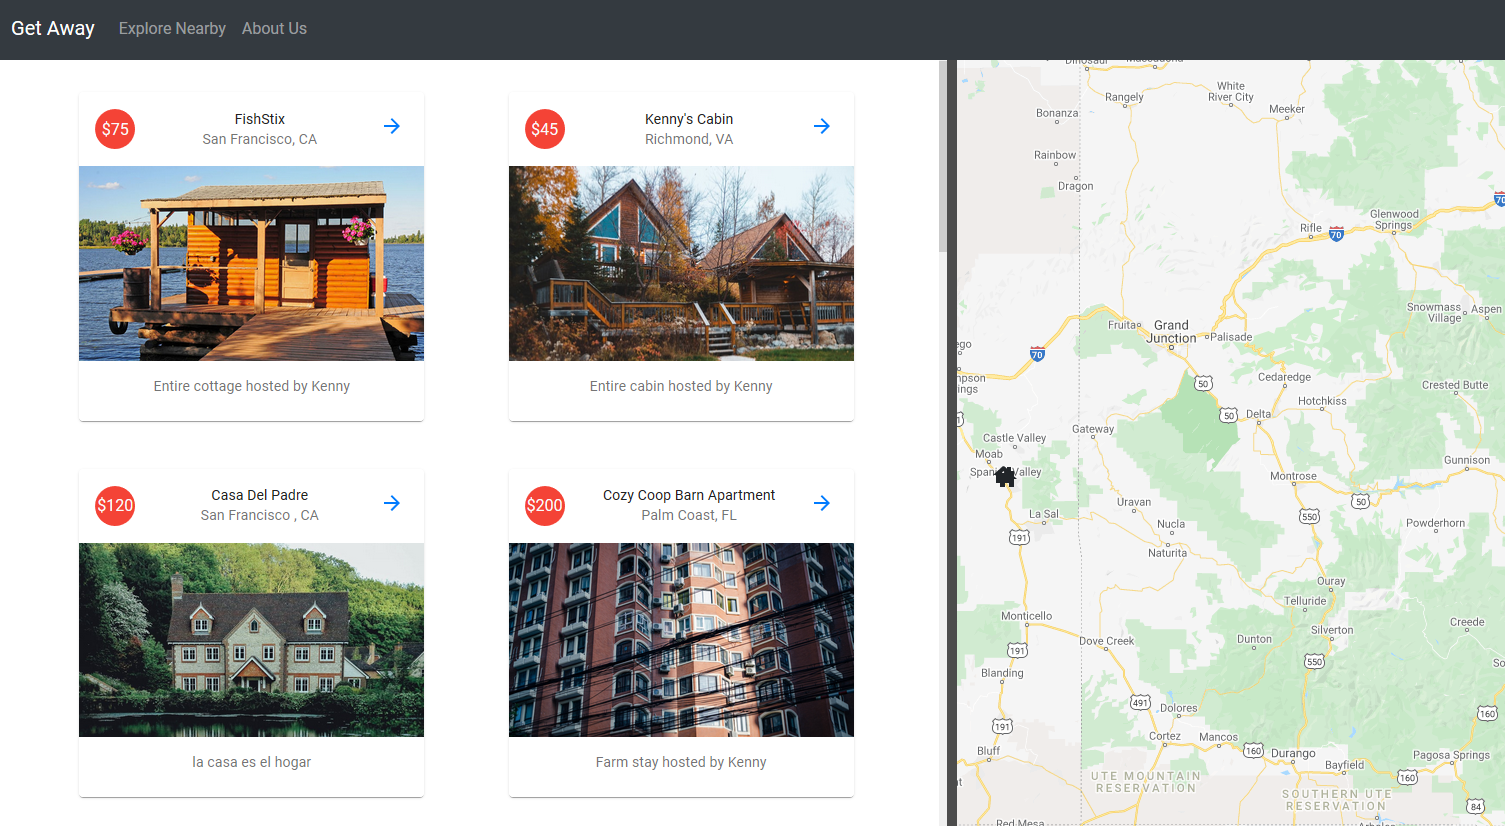 Get Away
Explore Nearby
About Us
$75
FishStix
San Francisco, CA
Entire cottage hosted by Kenny
$45
Kenny's Cabin
Richmond, VA
Entire cabin hosted by Kenny
$120
Casa Del Padre
San Francisco , CA
la casa es el hogar
$200
Cozy Coop Barn Apartment
Palm Coast, FL
Farm stay hosted by Kenny
Rangely
White
River City
Meeker
Bonanza
Rainbow
Dragon
70
Glenwood
Springs
Rifle
70
Snowmass
Village
Aspen
Fruita
Grand
Junction
Palisade
70
50
Cedaredge
Crested Butte
Hotchkiss
50
Delta
Gateway
Castle Valley
Moab
Gunnison
Montrose
50
Uravan
La Sal
550
Nucla
Powderhorn
191
Naturita
Ouray
Telluride
Monticello
Silverton
Creede
Dove Creek
Dunton
191
550
Blanding
491
Dolores
160
191
Cortez
Mancos
Bluff
160
Durango
Pagosa Springs
Bayfield
160
UTE MOUNTAIN
RESERVATION
SOUTHERN UTE
RESERVATION
84
Red Mesa